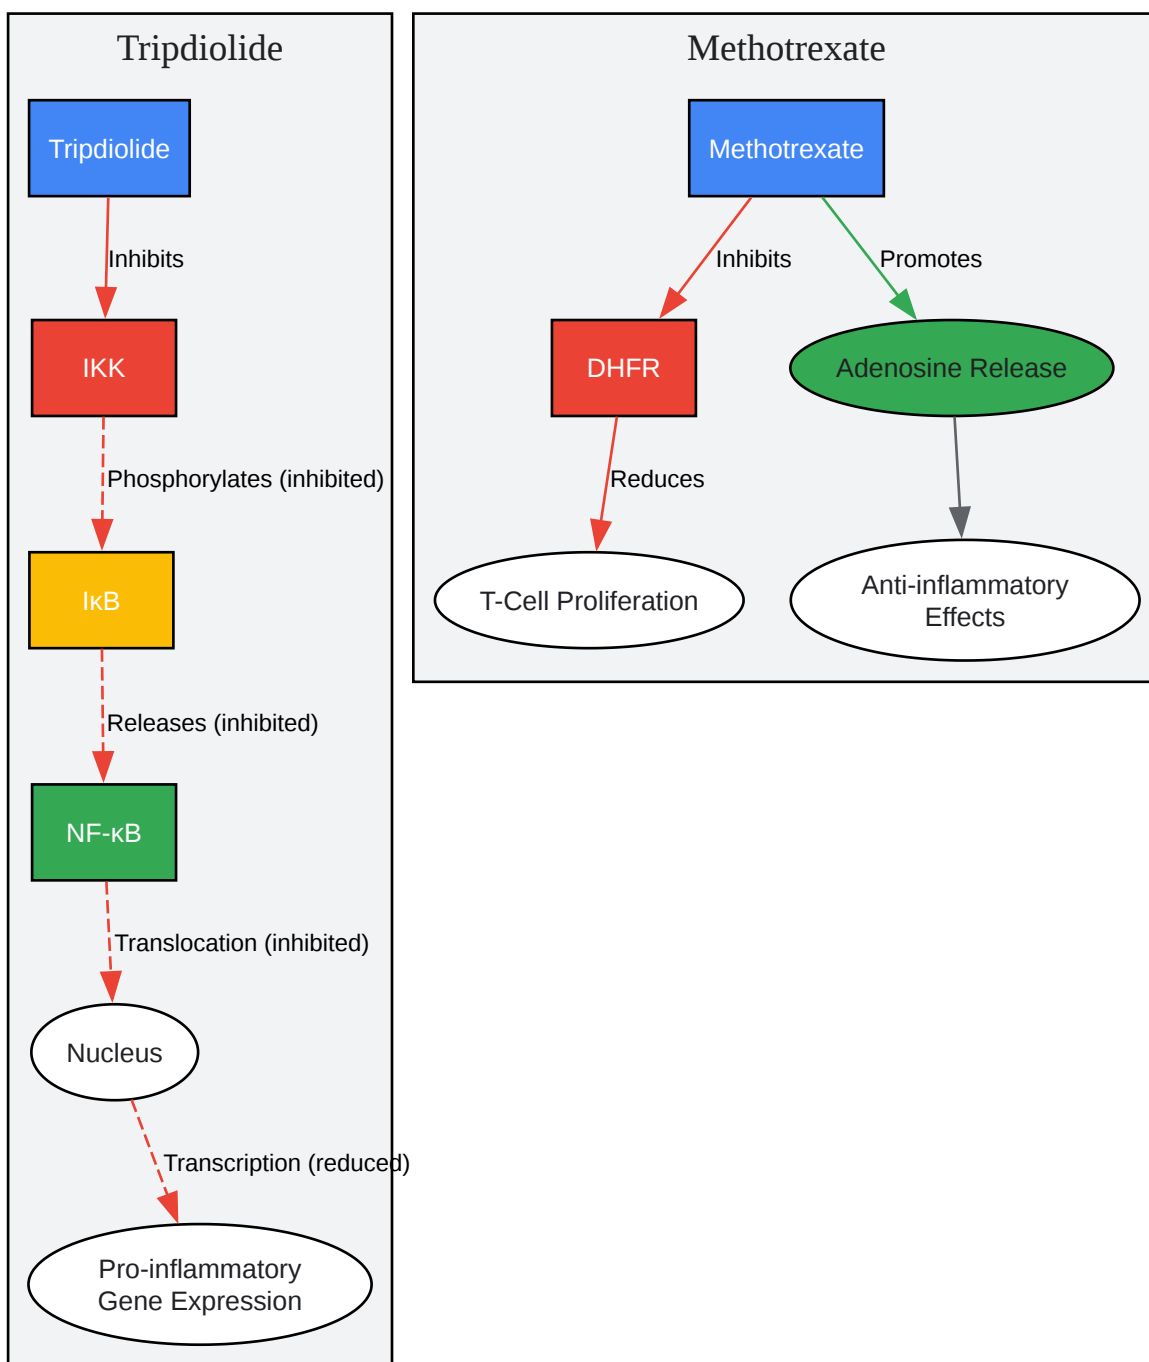 Tripdiolide
Tripdiolide
Inhibits
IKK
Phosphorylates (inhibited)
IκB
Releases (inhibited)
NF-κB
Translocation (inhibited)
Nucleus
Transcription (reduced)
Pro-inflammatory
Gene Expression
Methotrexate
Methotrexate
Inhibits
Promotes
DHFR
Adenosine Release
Reduces
T-Cell Proliferation
Anti-inflammatory
Effects